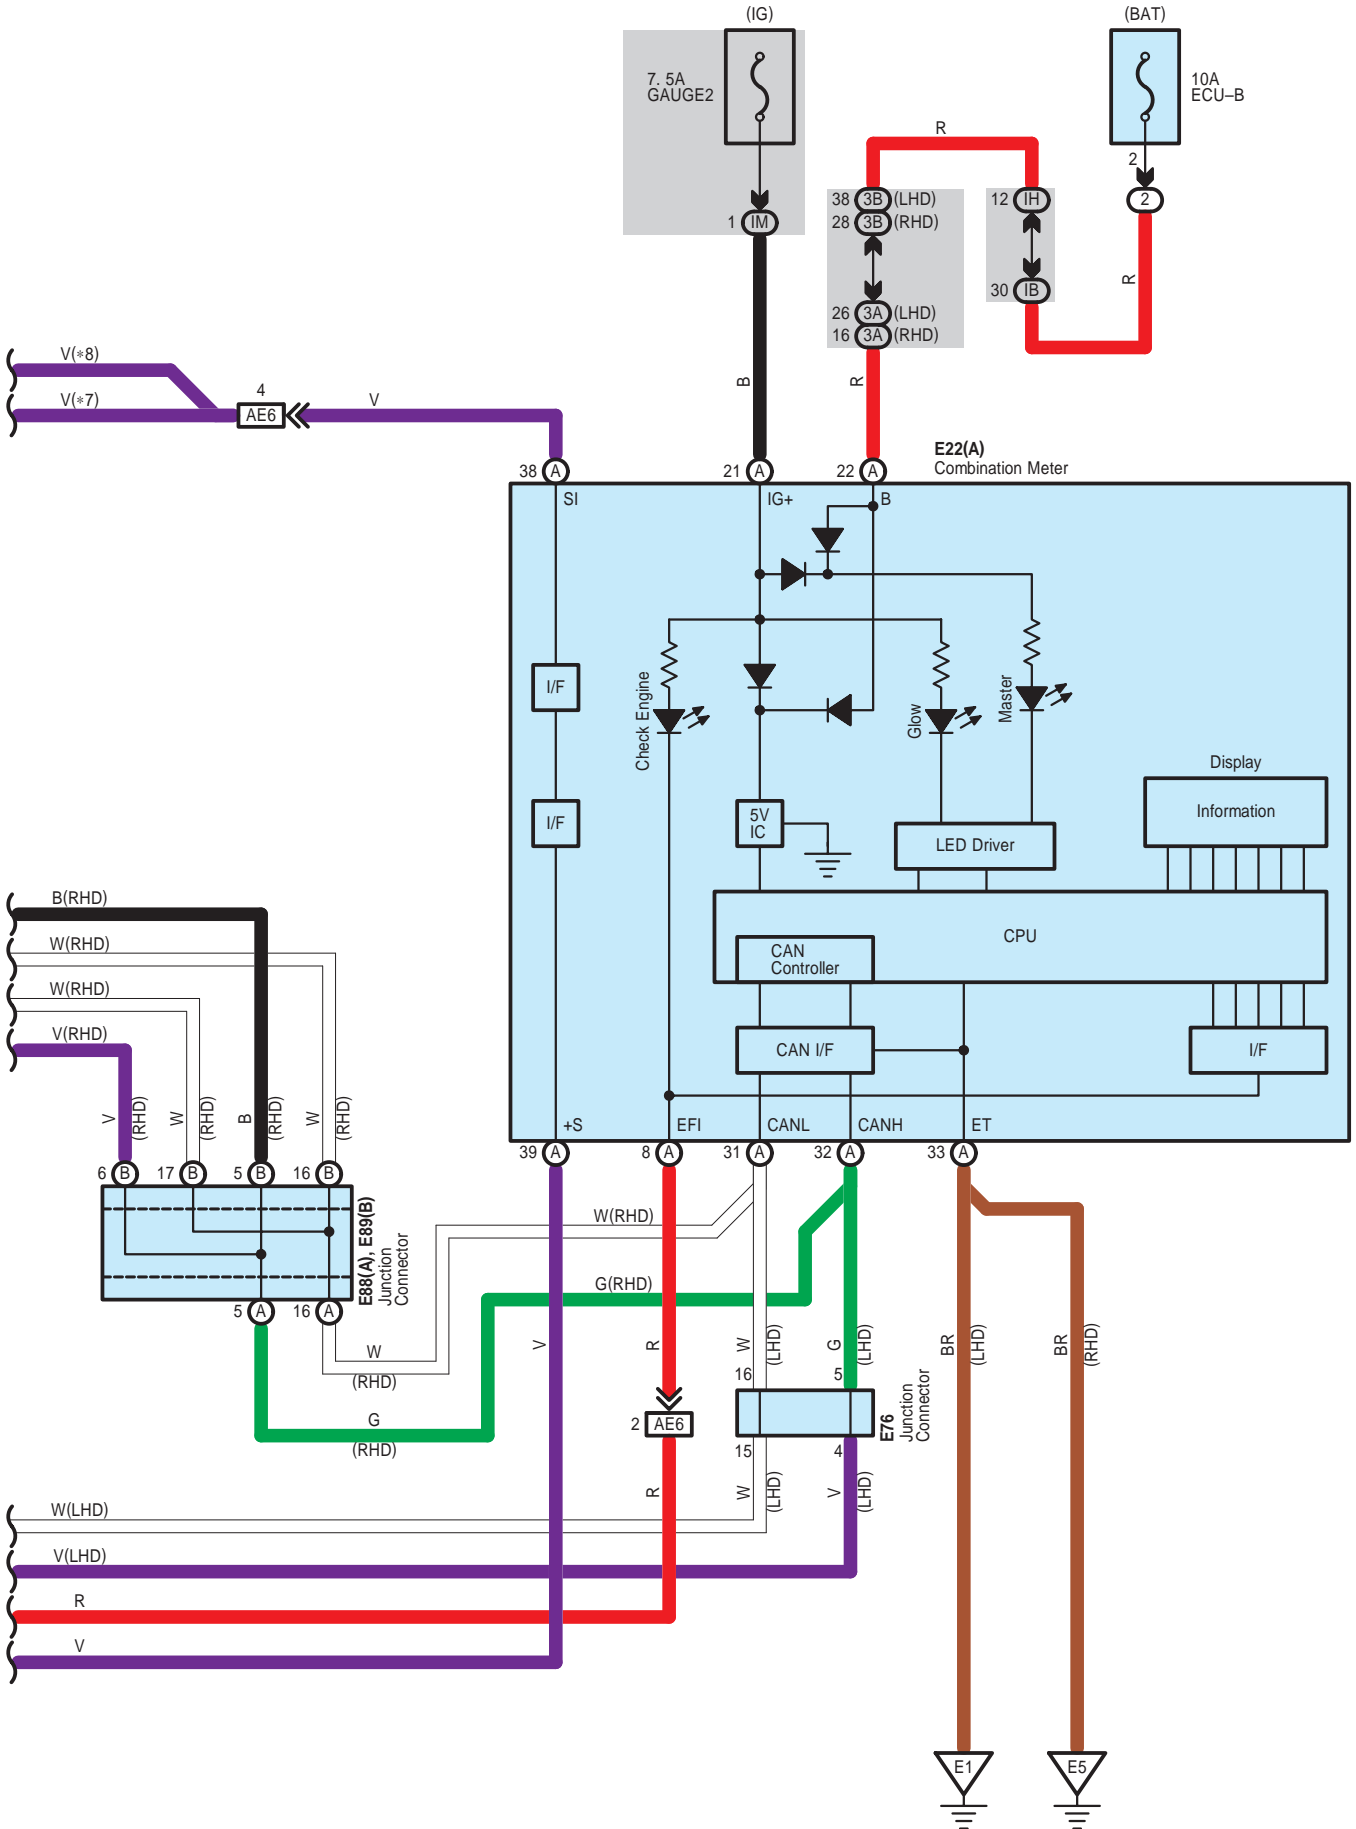 (IG)
(BAT)
7. 5A
GAUGE2
10A
ECU–B
R
2
38 3B (LHD)
12 IH
2
28 3B (RHD)
1 IM
R
30 IB
26 3A (LHD)
16 3A (RHD)
V(∗8)
B
R
4
V(∗7)
AE6
V
E22(A)
Combination Meter
38 A
21 A
22 A
SI
IG+
B
I/F
Check Engine
Glow
Master
Display
Information
I/F
5V
IC
LED Driver
B(RHD)
W(RHD)
CPU
CAN
Controller
W(RHD)
V(RHD)
CAN I/F
I/F
V
(RHD)
W
(RHD)
B
(RHD)
W
(RHD)
+S
EFI
CANL
CANH
ET
39 A
8 A
31 A
32 A
33 A
6 B
17 B
5 B
16 B
E88(A), E89(B)
Junction
Connector
W(RHD)
G(RHD)
5 A
16 A
W
(RHD)
V
R
W
(LHD)
G
(LHD)
BR
(LHD)
BR
(RHD)
16
5
G
(RHD)
2 AE6
E76
Junction
Connector
15
4
R
W
(LHD)
V
(LHD)
W(LHD)
V(LHD)
R
V
E1
E5